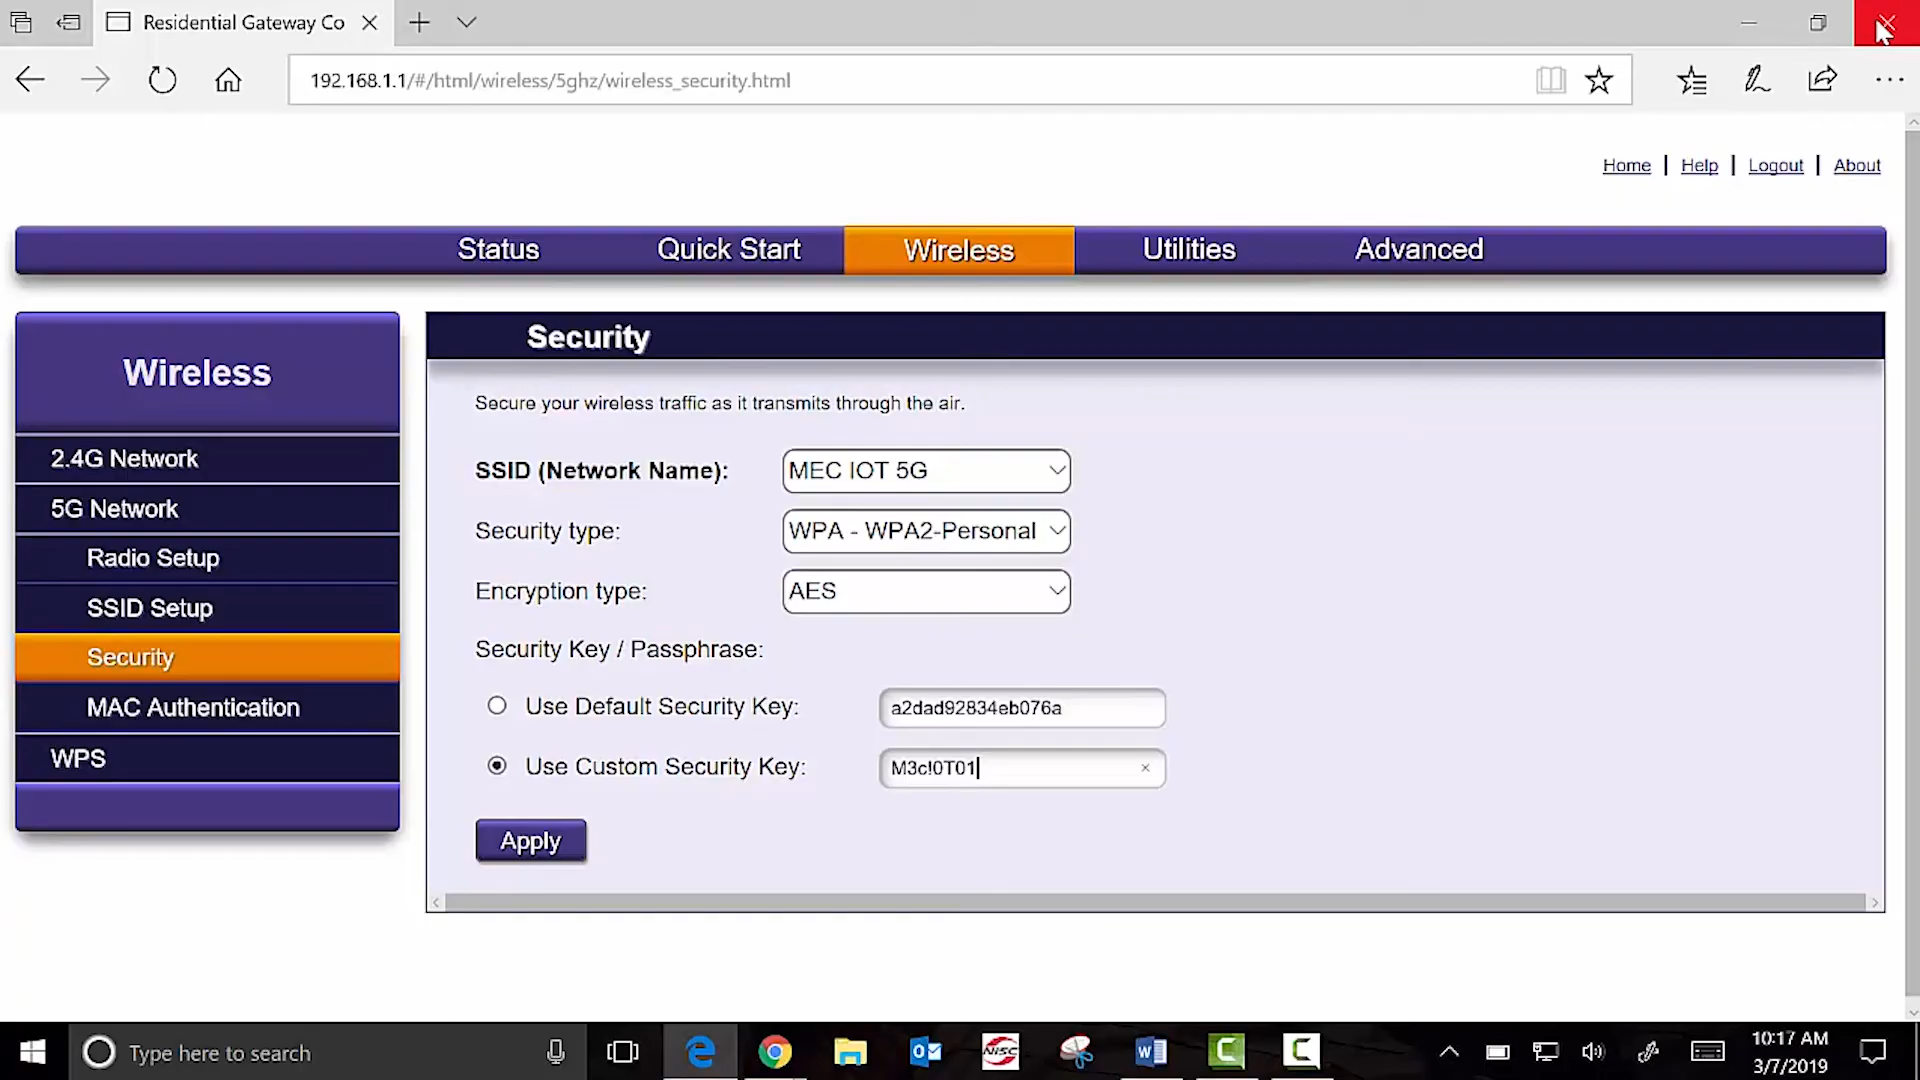 Residential Gateway Co
192.168.1.1/#/html/wireless/5ghz/wireless_security.html
Home | Help | Logout | About
Status Quick Start Wireless Utilities Advanced
Wireless
2.4G Network
5G Network
Radio Setup
SSID Setup
Security
MAC Authentication
WPS
Security
Secure your wireless traffic as it transmits through the air.
SSID (Network Name): MEC IOT 5G
Security type: WPA - WPA2-Personal
Encryption type: AES
Security Key / Passphrase:
Use Default Security Key: a2dad92834eb076a
Use Custom Security Key: M3c!0T01
Apply
Type here to search
NISC
10:17 AM
3/7/2019